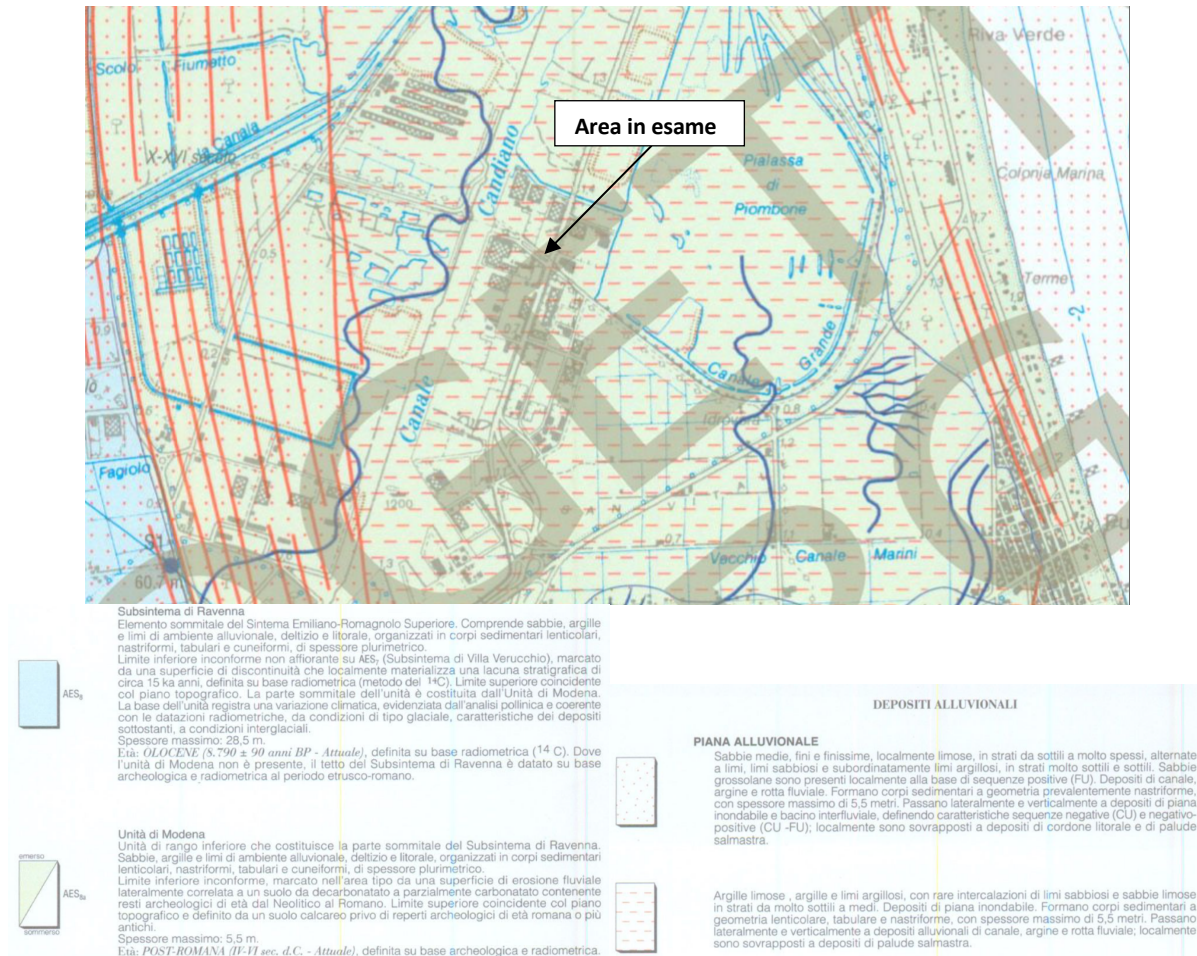 Riva Verde
Scolo Fiumetto
la Canala
X-XVI secolo
Candiano
Area in esame
Pialassa
di
Piombone
Colonia Marina
Terme
-2
Canale
Canale
Grande
Idrovora
Fagiolo
1200
S1
60,7 m
Vecchio Canale Marini
GETI
Subsintema di Ravenna
Elemento sommitale del Sintema Emiliano-Romagnolo Superiore. Comprende sabbie, argille
e limi di ambiente alluvionale, deltizio e litorale, organizzati in corpi sedimentari lenticolari,
nastriformi, tabulari e cuneiformi, di spessore plurimetrico.
Limite inferiore inconforme non affiorante su AES₇ (Subsintema di Villa Verucchio), marcato
da una superficie di discontinuità che localmente materializza una lacuna stratigrafica di
circa 15 ka anni, definita su base radiometrica (metodo del ¹⁴C). Limite superiore coincidente
col piano topografico. La parte sommitale dell'unità è costituita dall'Unità di Modena.
La base dell'unità registra una variazione climatica, evidenziata dall'analisi pollinica e coerente
con le datazioni radiometriche, da condizioni di tipo glaciale, caratteristiche dei depositi
sottostanti, a condizioni interglaciali.
Spessore massimo: 28,5 m.
Età: OLOCENE (8.790 ± 90 anni BP - Attuale), definita su base radiometrica (¹⁴ C). Dove
l'unità di Modena non è presente, il tetto del Subsintema di Ravenna è datato su base
archeologica e radiometrica al periodo etrusco-romano.
AES₈
Unità di Modena
Unità di rango inferiore che costituisce la parte sommitale del Subsintema di Ravenna.
Sabbie, argille e limi di ambiente alluvionale, deltizio e litorale, organizzati in corpi sedimentari
lenticolari, nastriformi, tabulari e cuneiformi, di spessore plurimetrico.
Limite inferiore inconforme, marcato nell'area tipo da una superficie di erosione fluviale
lateralmente correlata a un suolo da decarbonatato a parzialmente carbonatato contenente
resti archeologici di età dal Neolitico al Romano. Limite superiore coincidente col piano
topografico e definito da un suolo calcareo privo di reperti archeologici di età romana o più
antichi.
Spessore massimo: 5,5 m.
Età: POST-ROMANA (IV-VI sec. d.C. - Attuale), definita su base archeologica e radiometrica.
emerso
AES₈ₐ
sommerso
DEPOSITI ALLUVIONALI
PIANA ALLUVIONALE
Sabbie medie, fini e finissime, localmente limose, in strati da sottili a molto spessi, alternate
a limi, limi sabbiosi e subordinatamente limi argillosi, in strati molto sottili e sottili. Sabbie
grossolane sono presenti localmente alla base di sequenze positive (FU). Depositi di canale,
argine e rotta fluviale. Formano corpi sedimentari a geometria prevalentemente nastriforme,
con spessore massimo di 5,5 metri. Passano lateralmente e verticalmente a depositi di piana
inondabile e bacino interfluviale, definendo caratteristiche sequenze negative (CU) e negativo-
positive (CU -FU); localmente sono sovrapposti a depositi di cordone litorale e di palude
salmastra.
Argille limose , argille e limi argillosi, con rare intercalazioni di limi sabbiosi e sabbie limose
in strati da molto sottili a medi. Depositi di piana inondabile. Formano corpi sedimentari a
geometria lenticolare, tabulare e nastriforme, con spessore massimo di 5,5 metri. Passano
lateralmente e verticalmente a depositi alluvionali di canale, argine e rotta fluviale; localmente
sono sovrapposti a depositi di palude salmastra.